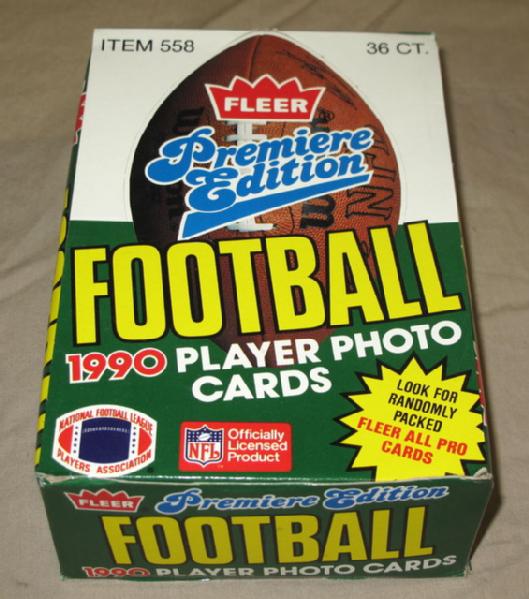 ITEM 558
36 CT.
FLEER
Premiere
Edition
FOOTBALL
1990 PLAYER PHOTO
CARDS
LOOK FOR
RANDOMLY
PACKED
FLEER ALL PRO
CARDS
NATIONAL FOOTBALL LEAGUE
PLAYERS ASSOCIATION
NFL
Officially
Licensed
Product
FLEER
Premiere Edition
FOOTBALL
1990 PLAYER PHOTO CARDS